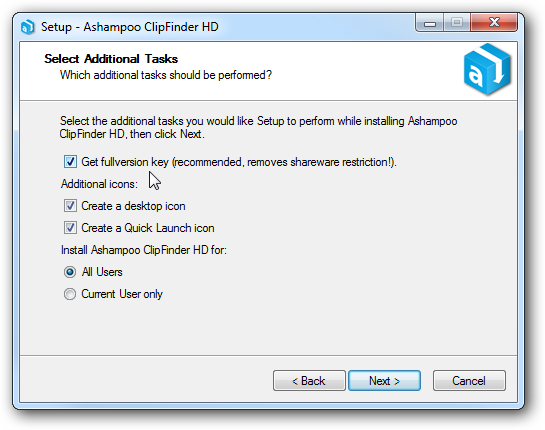 Setup - Ashampoo ClipFinder HD
Select Additional Tasks
Which additional tasks should be performed?
a
Select the additional tasks you would like Setup to perform while installing Ashampoo
ClipFinder HD, then click Next.
Get fullversion key (recommended, removes shareware restriction!).
Additional icons:
Create a desktop icon
Create a Quick Launch icon
Install Ashampoo ClipFinder HD for:
All Users
Current User only
< Back
Next >
Cancel